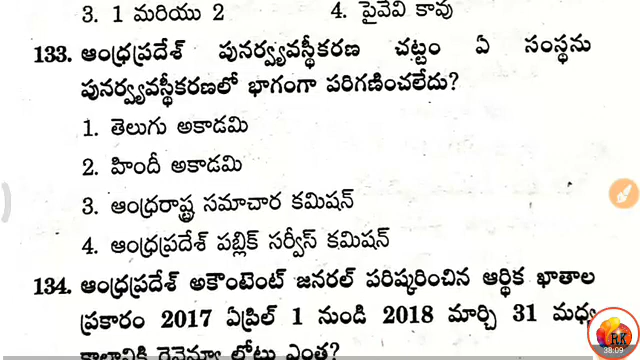 3. 1 మరియు 2 4. పైవేవి కావు
133. ఆంధ్రప్రదేశ్ పునర్వ్యవస్థీకరణ చట్టం ఏ సంస్థను
పునర్వ్యవస్థీకరణలో భాగంగా పరిగణించలేదు?
1. తెలుగు అకాడమి
2. హిందీ అకాడమి
3. ఆంధ్రరాష్ట్ర సమాచార కమిషన్
4. ఆంధ్రప్రదేశ్ పబ్లిక్ సర్వీస్ కమిషన్
134. ఆంధ్రప్రదేశ్ అకౌంటెంట్ జనరల్ పరిష్కరించిన ఆర్థిక ఖాతాల
ప్రకారం 2017 ఏప్రిల్ 1 నుండి 2018 మార్చి 31 మధ్య
కాలానికి రెవెన్యూ లోటు ఎంత?
RK
38:09